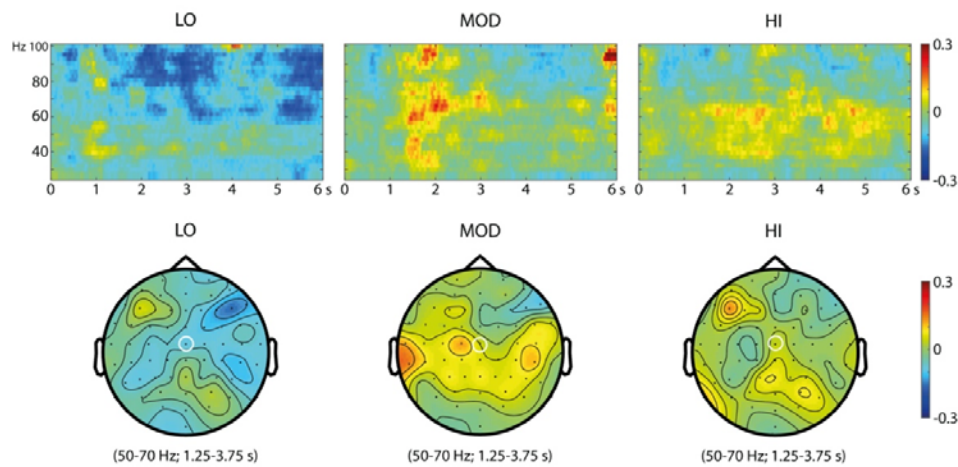 LO MOD HI
Hz 100
80
60
40
0 1 2 3 4 5 6 s 0 1 2 3 4 5 6 s 0 1 2 3 4 5 6 s
0.3
0
-0.3
LO MOD HI
0.3
0
-0.3
(50-70 Hz; 1.25-3.75 s) (50-70 Hz; 1.25-3.75 s) (50-70 Hz; 1.25-3.75 s)